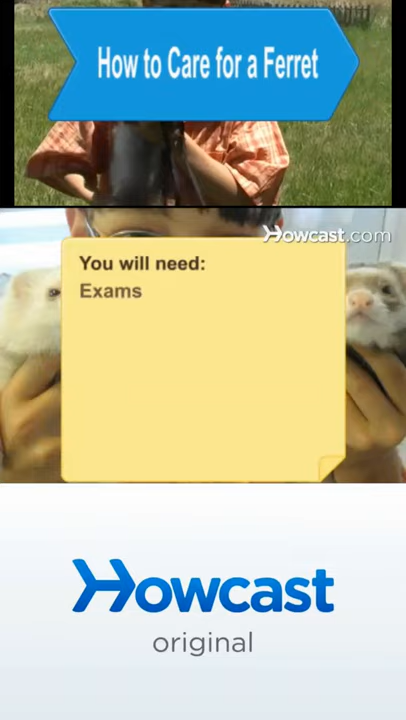 How to Care for a Ferret
Howcast.com
You will need:
Exams
Howcast
original